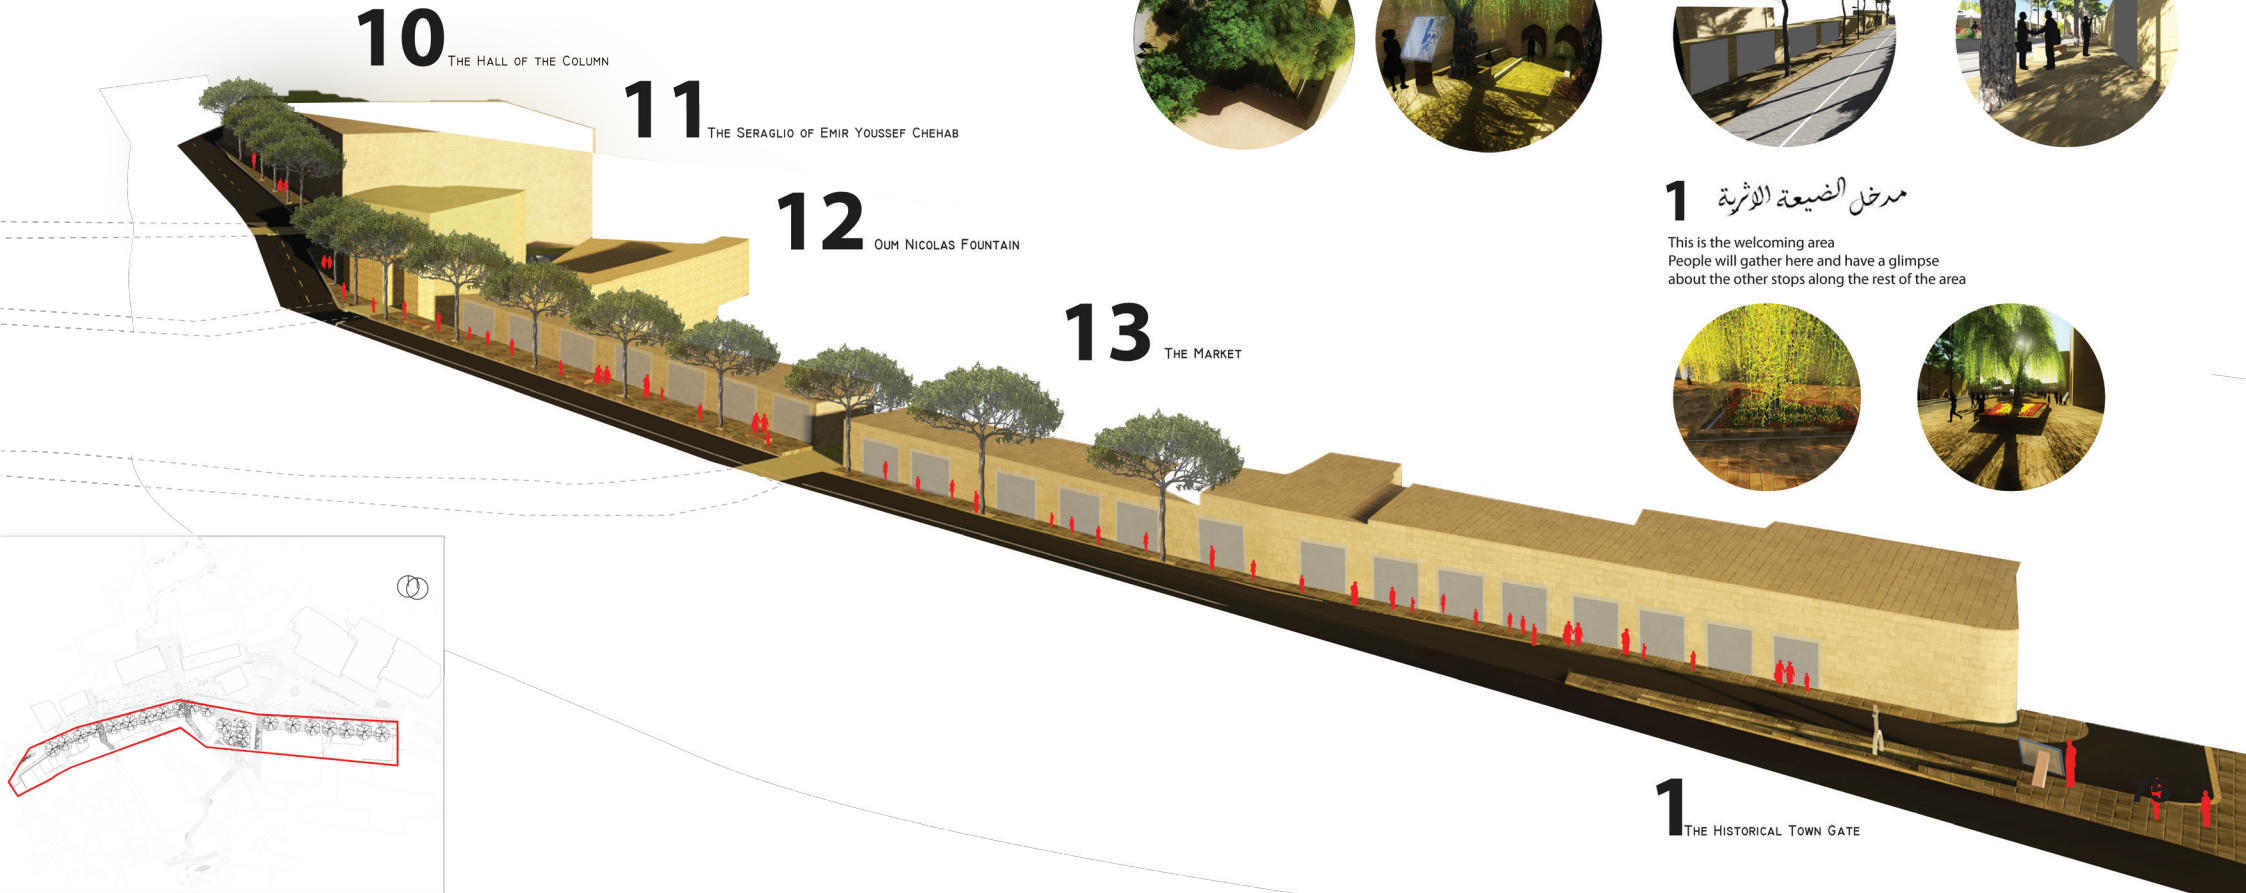 10 The Hall of the Column
11 The Seraglio of Emir Youssef Chehab
12 Oum Nicolas Fountain
13 The Market
1 مدخل الضيعة الاثرية
This is the welcoming area
People will gather here and have a glimpse
about the other stops along the rest of the area
1 The Historical Town Gate